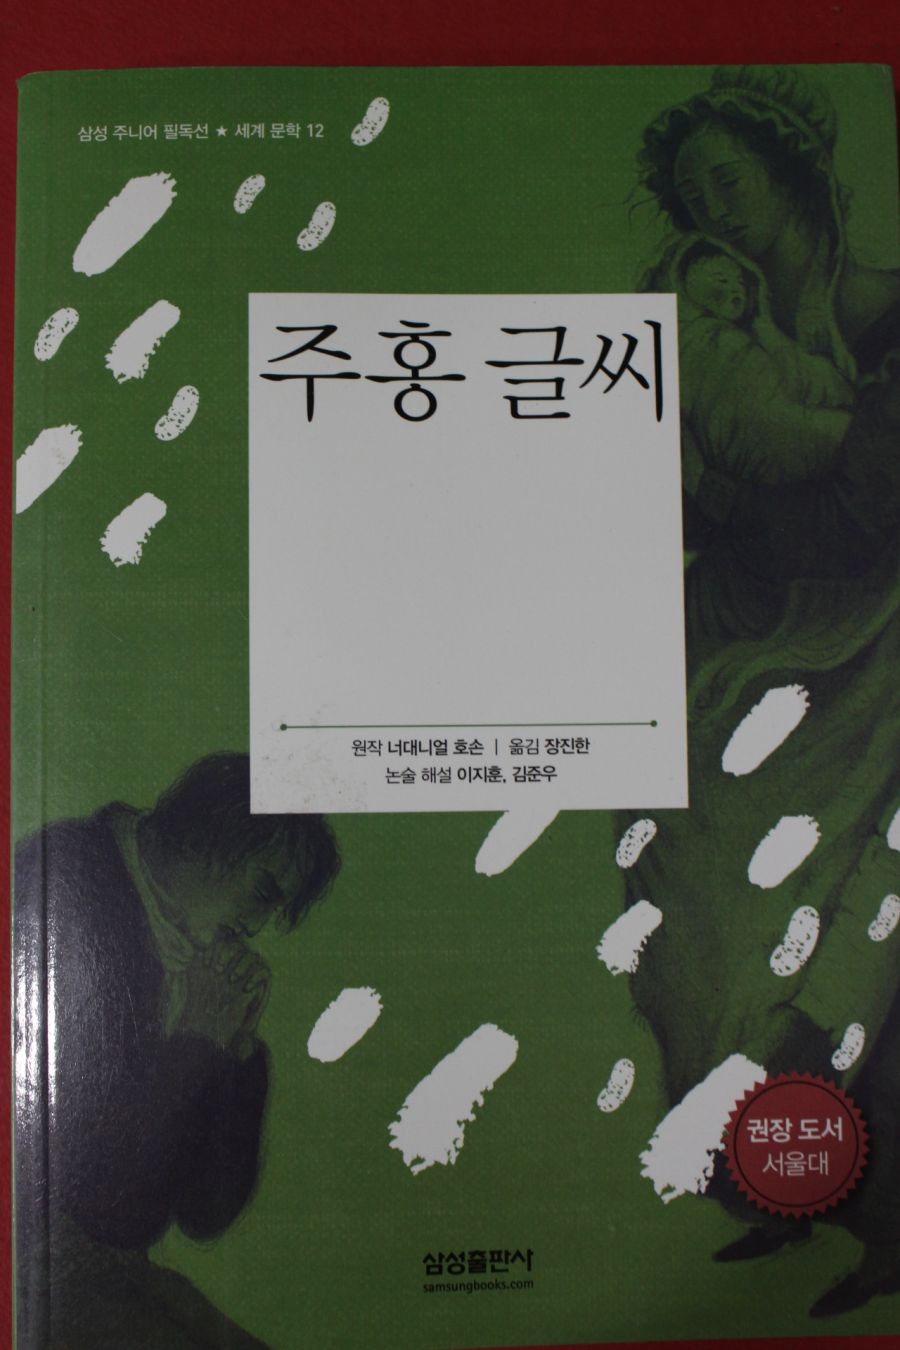 삼성 주니어 필독선 ★ 세계 문학 12
주홍 글씨
원작 너대니얼 호손 | 옮김 장진한
논술 해설 이지훈, 김준우
권장 도서
서울대
삼성출판사
samsungbooks.com